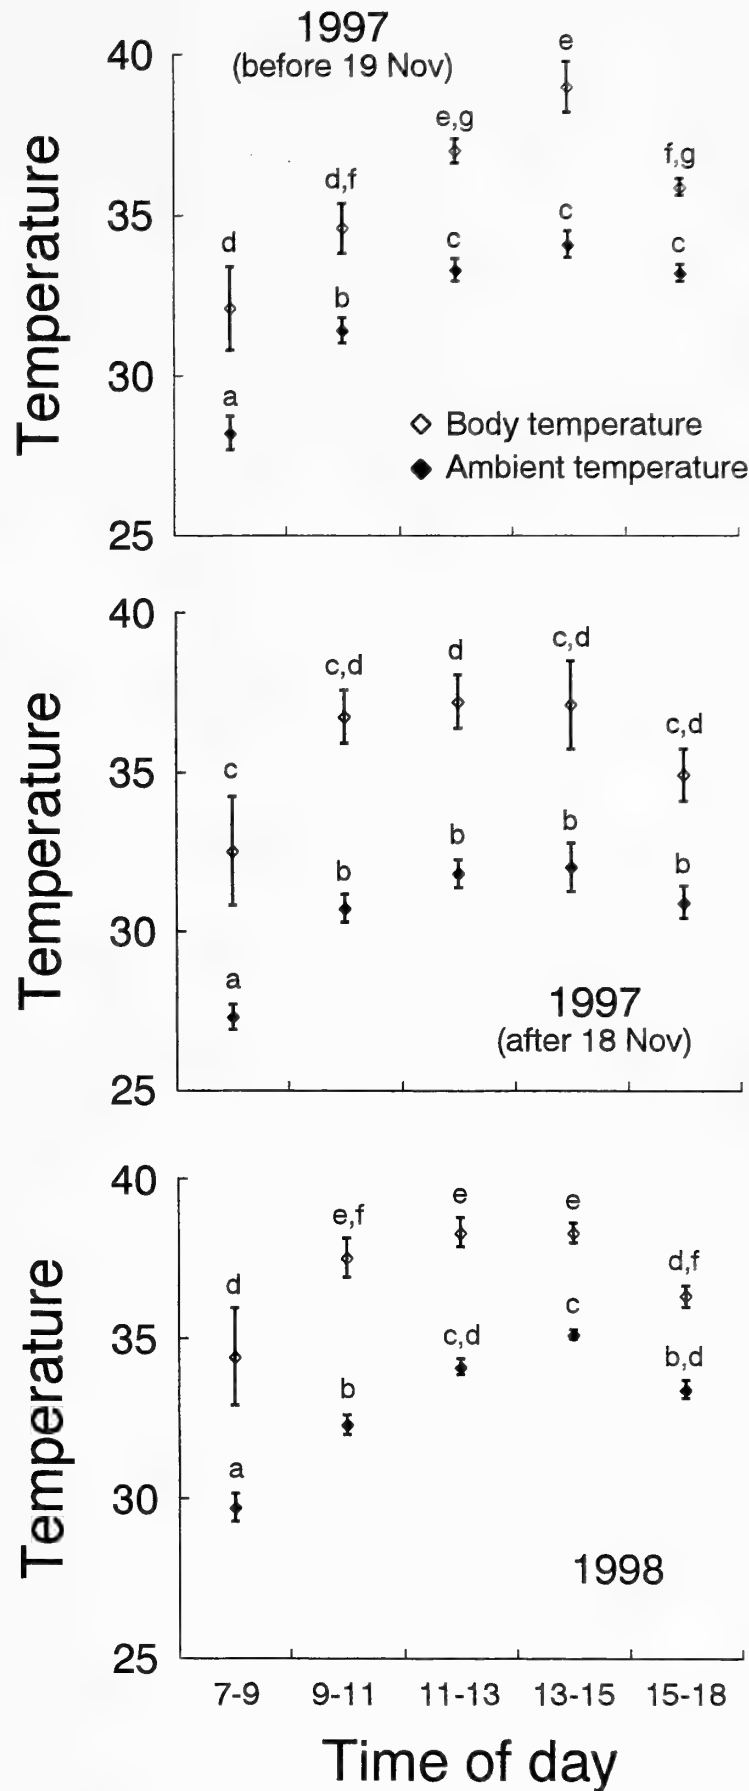 1997
(before 19 Nov)
40
35
30
25
Temperature
e
e,g
d,f
f,g
d
c
c
c
b
a
Body temperature
Ambient temperature
40
35
30
25
Temperature
c,d
d
c,d
c,d
c
b
b
b
b
a
1997
(after 18 Nov)
40
35
30
25
Temperature
e,f
e
e
d,f
d
c,d
c
b,d
b
a
1998
7-9 9-11 11-13 13-15 15-18
Time of day